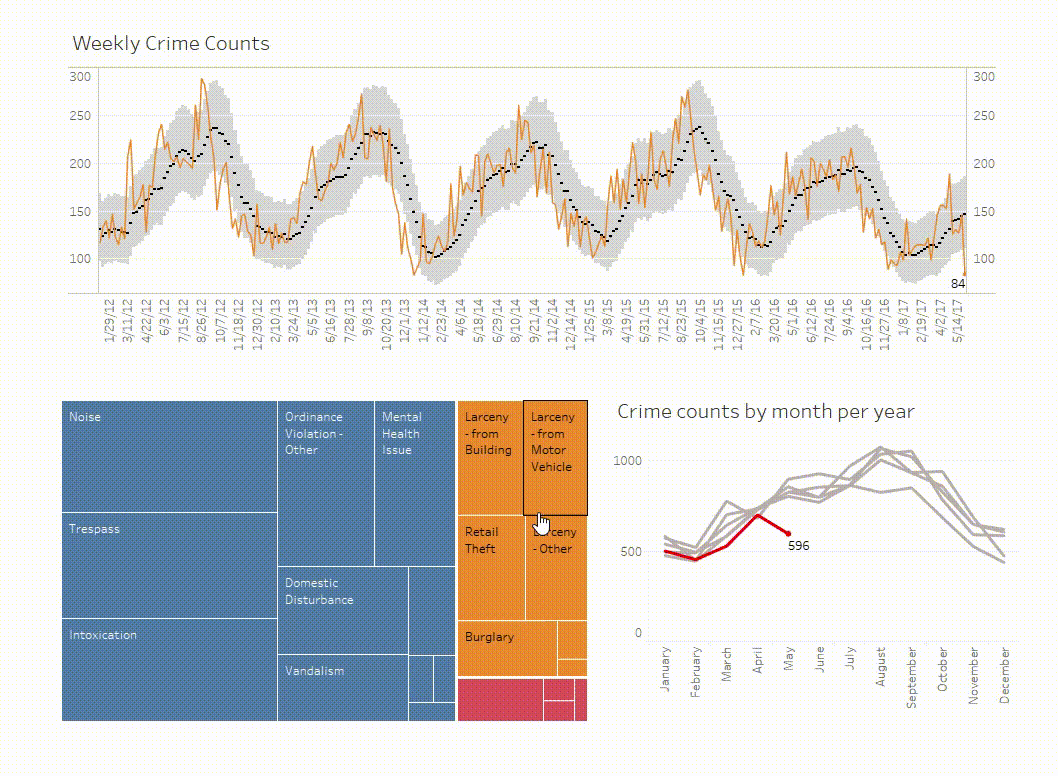 Weekly Crime Counts
300
250
200
150
100
300
250
200
150
100
84
1/29/12
3/11/12
4/22/12
6/3/12
7/15/12
8/26/12
10/7/12
11/18/12
12/30/12
2/10/13
3/24/13
5/5/13
6/16/13
7/28/13
9/8/13
10/20/13
12/1/13
1/12/14
2/23/14
4/6/14
5/18/14
6/29/14
8/10/14
9/21/14
11/2/14
12/14/14
1/25/15
3/8/15
4/19/15
5/31/15
7/12/15
8/23/15
10/4/15
11/15/15
12/27/15
2/7/16
3/20/16
5/1/16
6/12/16
7/24/16
9/4/16
10/16/16
11/27/16
1/8/17
2/19/17
4/2/17
5/14/17
Noise
Trespass
Intoxication
Ordinance
Violation -
Other
Mental
Health
Issue
Domestic
Disturbance
Vandalism
Larceny
- from
Building
Larceny
- from
Motor
Vehicle
Retail
Theft
Larceny
- Other
Burglary
Crime counts by month per year
1000
500
0
596
January
February
March
April
May
June
July
August
September
October
November
December